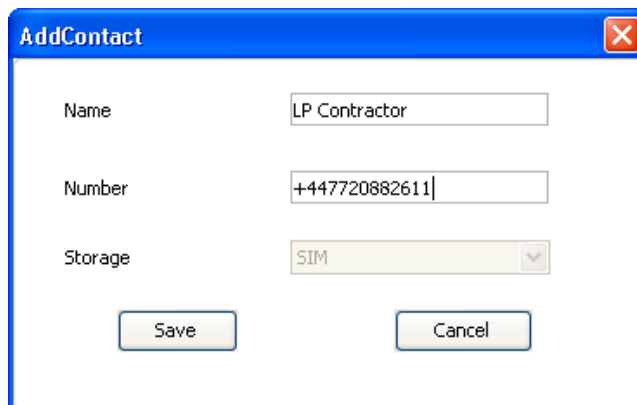 AddContact
Name LP Contractor
Number +447720882611
Storage SIM
Save Cancel